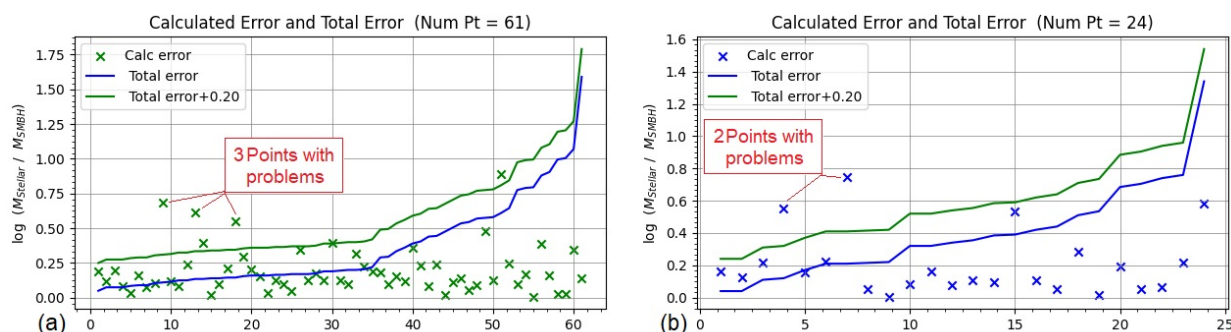 Calculated Error and Total Error (Num Pt = 61)
log (M_Stellar / M_SMBH)
1.75
1.50
1.25
1.00
0.75
0.50
0.25
0.00
Calc error
Total error
Total error+0.20
3 Points with
problems
0 10 20 30 40 50 60
(a)
Calculated Error and Total Error (Num Pt = 24)
log (M_Stellar / M_SMBH)
1.6
1.4
1.2
1.0
0.8
0.6
0.4
0.2
0.0
Calc error
Total error
Total error+0.20
2 Points with
problems
0 5 10 15 20 25
(b)